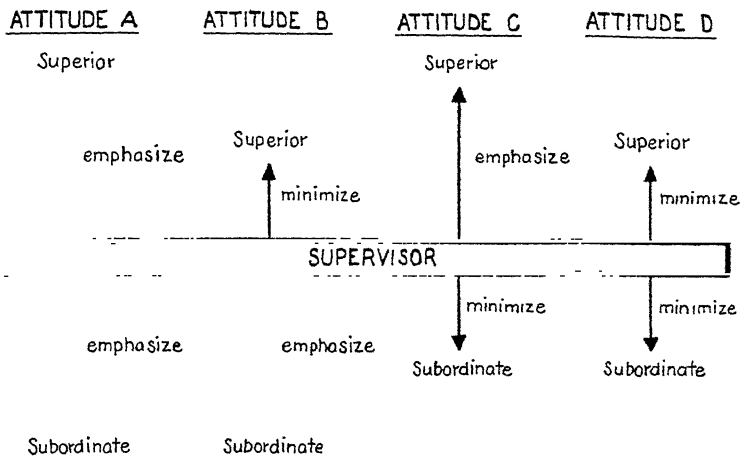 ATTITUDE A ATTITUDE B ATTITUDE C ATTITUDE D
Superior Superior
Superior Superior
emphasize emphasize
minimize minimize
SUPERVISOR
minimize minimize
emphasize emphasize
Subordinate Subordinate
Subordinate Subordinate